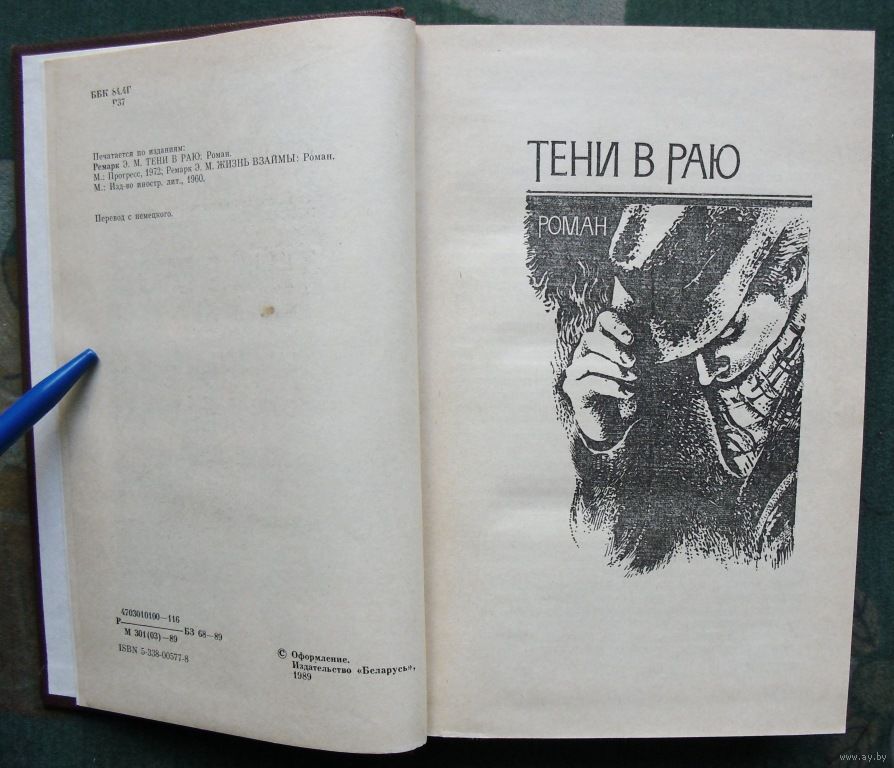 ББК 84.4Г
Р37
Печатается по изданиям:
Ремарк Э. М. ТЕНИ В РАЮ: Роман.
М.: Прогресс, 1972; Ремарк Э. М. ЖИЗНЬ ВЗАЙМЫ: Роман.
М.: Изд-во иностр. лит., 1960.
Перевод с немецкого.
4703010100—116
Р————БЗ 68—89
М 301(03)—89
ISBN 5-338-00577-8
© Оформление.
Издательство «Беларусь»,
1989
ТЕНИ В РАЮ
РОМАН
www.ay.by